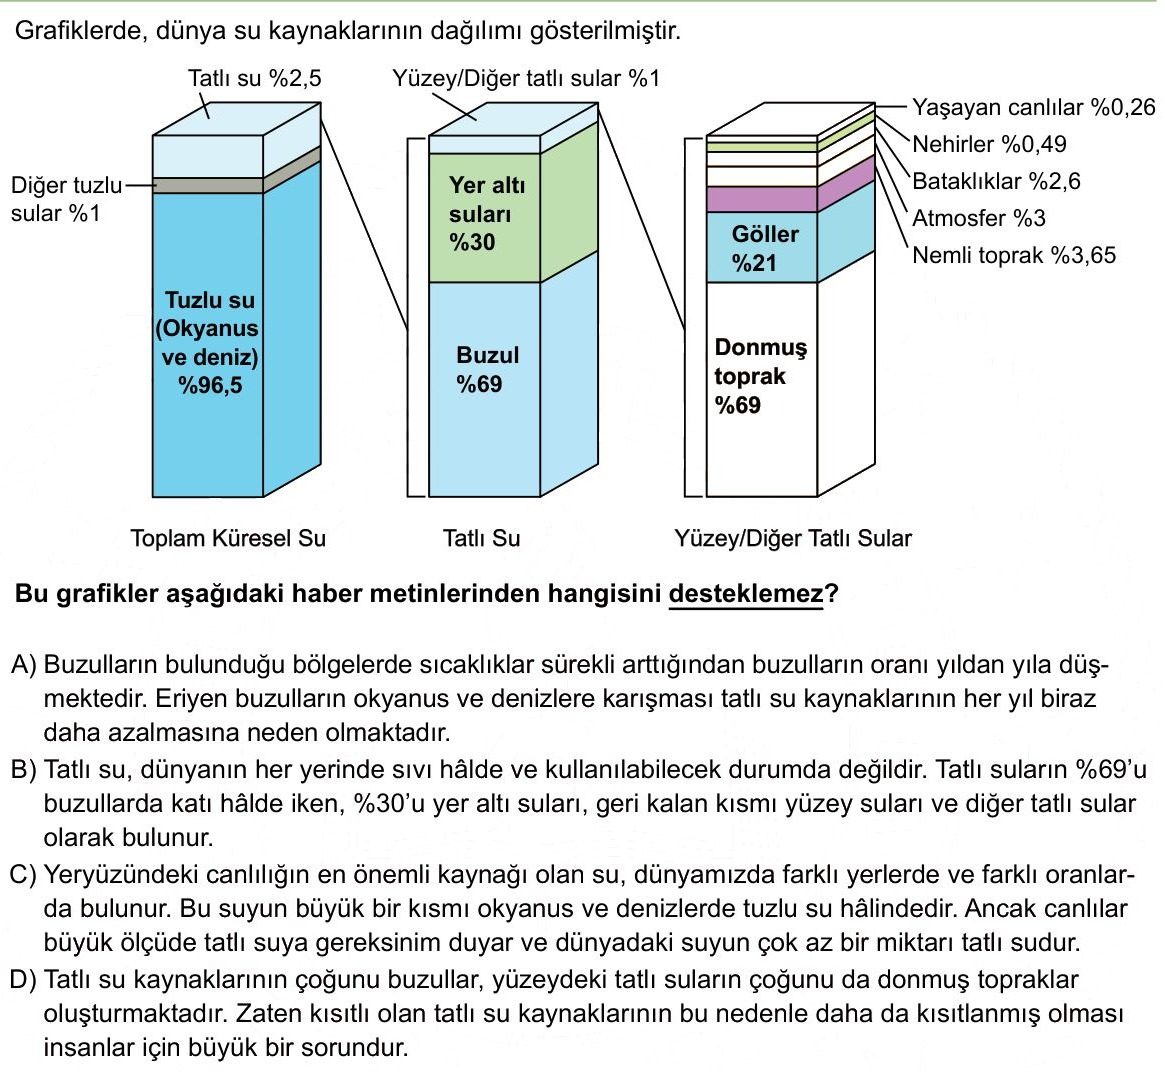 Grafiklerde, dünya su kaynaklarının dağılımı gösterilmiştir.
Tatlı su %2,5
Diğer tuzlu
sular %1
Tuzlu su
(Okyanus
ve deniz)
%96,5
Toplam Küresel Su
Yüzey/Diğer tatlı sular %1
Yer altı
suları
%30
Buzul
%69
Tatlı Su
Yaşayan canlılar %0,26
Nehirler %0,49
Bataklıklar %2,6
Atmosfer %3
Nemli toprak %3,65
Göller
%21
Donmuş
toprak
%69
Yüzey/Diğer Tatlı Sular
Bu grafikler aşağıdaki haber metinlerinden hangisini desteklemez?
A) Buzulların bulunduğu bölgelerde sıcaklıklar sürekli arttığından buzulların oranı yıldan yıla düş-
mektedir. Eriyen buzulların okyanus ve denizlere karışması tatlı su kaynaklarının her yıl biraz
daha azalmasına neden olmaktadır.
B) Tatlı su, dünyanın her yerinde sıvı hâlde ve kullanılabilecek durumda değildir. Tatlı suların %69’u
buzullarda katı hâlde iken, %30’u yer altı suları, geri kalan kısmı yüzey suları ve diğer tatlı sular
olarak bulunur.
C) Yeryüzündeki canlılığın en önemli kaynağı olan su, dünyamızda farklı yerlerde ve farklı oranlar-
da bulunur. Bu suyun büyük bir kısmı okyanus ve denizlerde tuzlu su hâlindedir. Ancak canlılar
büyük ölçüde tatlı suya gereksinim duyar ve dünyadaki suyun çok az bir miktarı tatlı sudur.
D) Tatlı su kaynaklarının çoğunu buzullar, yüzeydeki tatlı suların çoğunu da donmuş topraklar
oluşturmaktadır. Zaten kısıtlı olan tatlı su kaynaklarının bu nedenle daha da kısıtlanmış olması
insanlar için büyük bir sorundur.